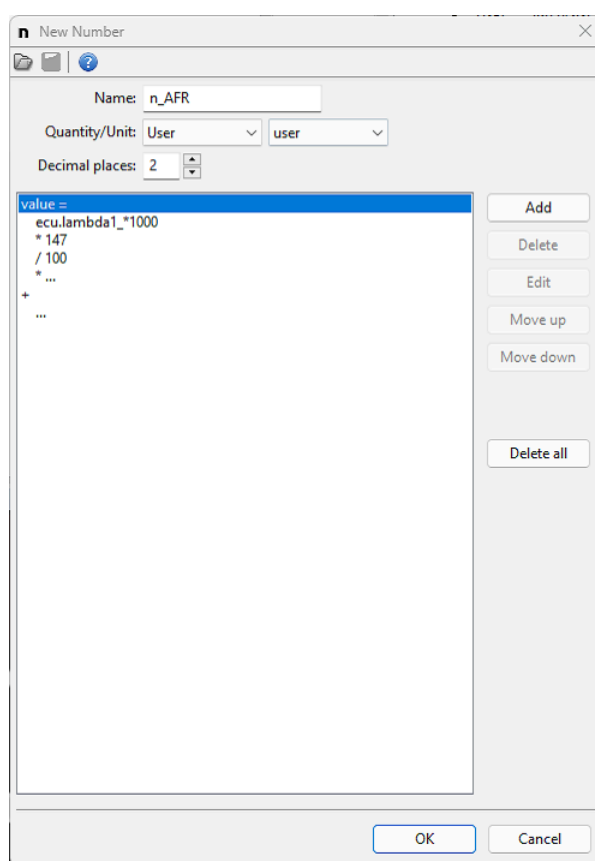 n New Number
Name: n_AFR
Quantity/Unit: User user
Decimal places: 2
value =
ecu.lambda1_*1000
* 147
/ 100
* ...
+
...
Add
Delete
Edit
Move up
Move down
Delete all
OK Cancel